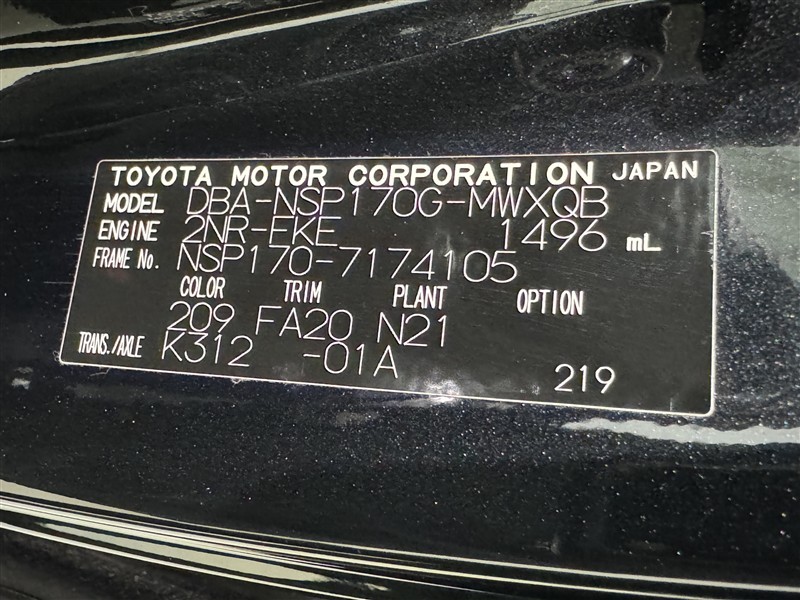 TOYOTA MOTOR CORPORATION JAPAN
MODEL DBA-NSP170G-MWXQB
ENGINE 2NR-FKE 1496 mL
FRAME No. NSP170-7174105
COLOR TRIM PLANT OPTION
209 FA20 N21
TRANS./AXLE K312 -01A
219